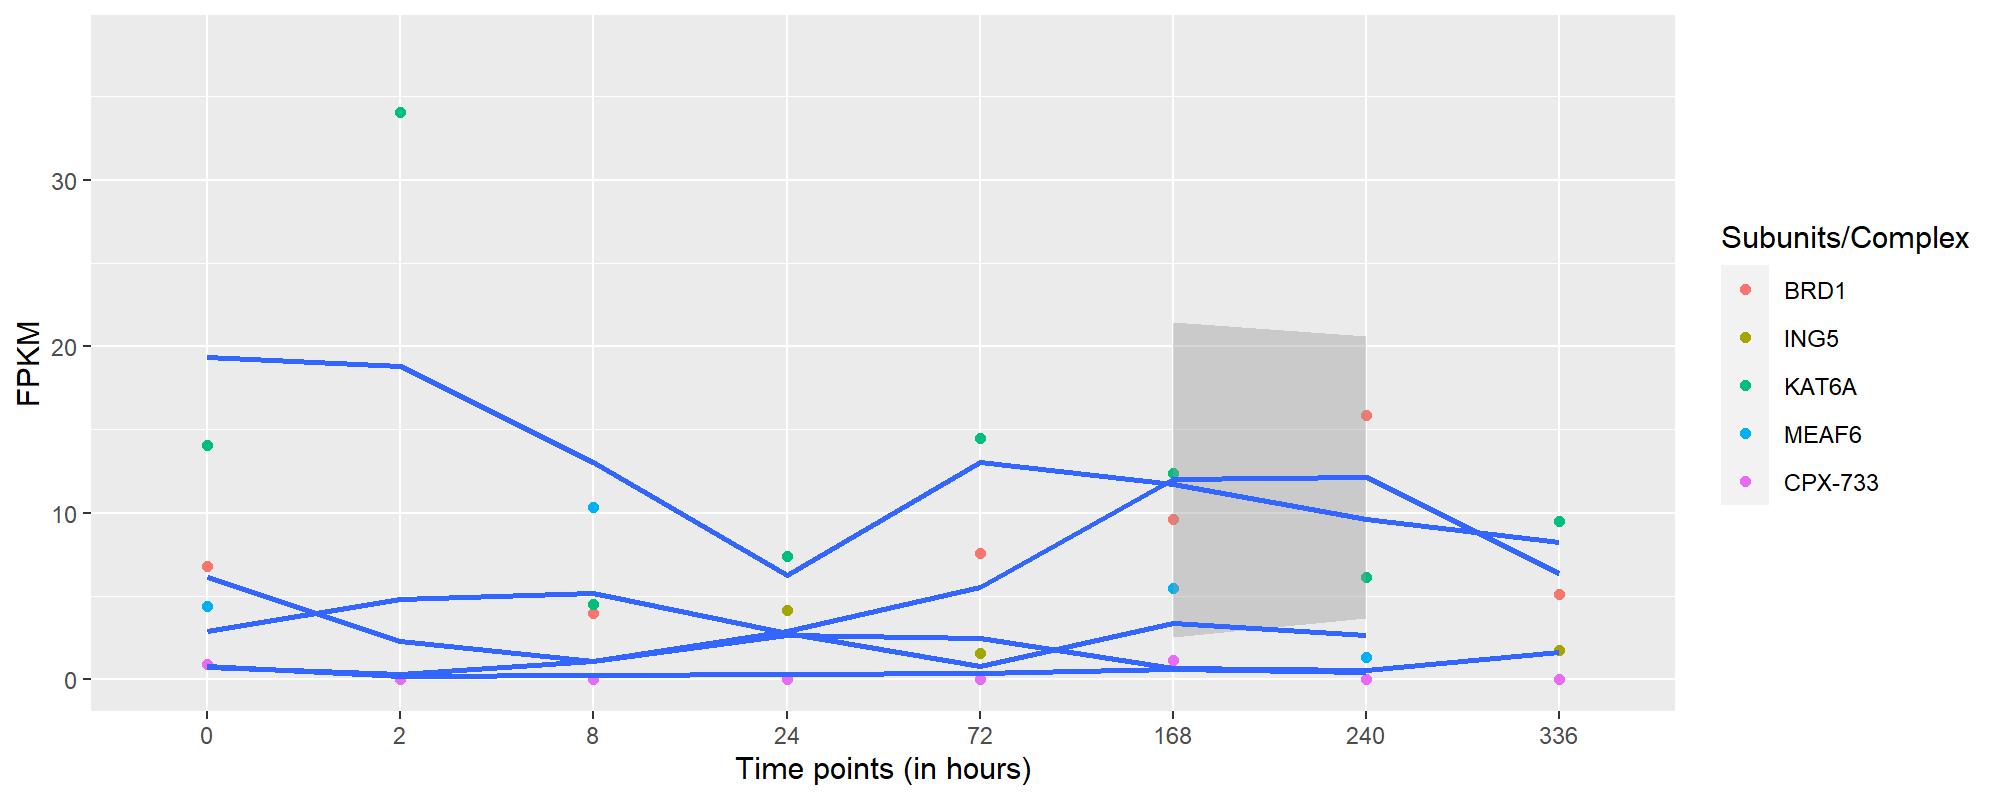 FPKM
30
20
10
0
0 2 8 24 72 168 240 336
Time points (in hours)
Subunits/Complex
BRD1
ING5
KAT6A
MEAF6
CPX-733